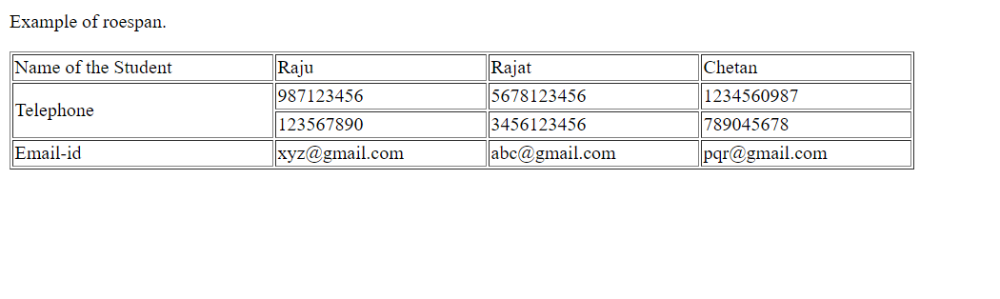 Example of roespan.
Name of the Student Raju Rajat Chetan
Telephone 987123456 5678123456 1234560987
123567890 3456123456 789045678
Email-id xyz@gmail.com abc@gmail.com pqr@gmail.com